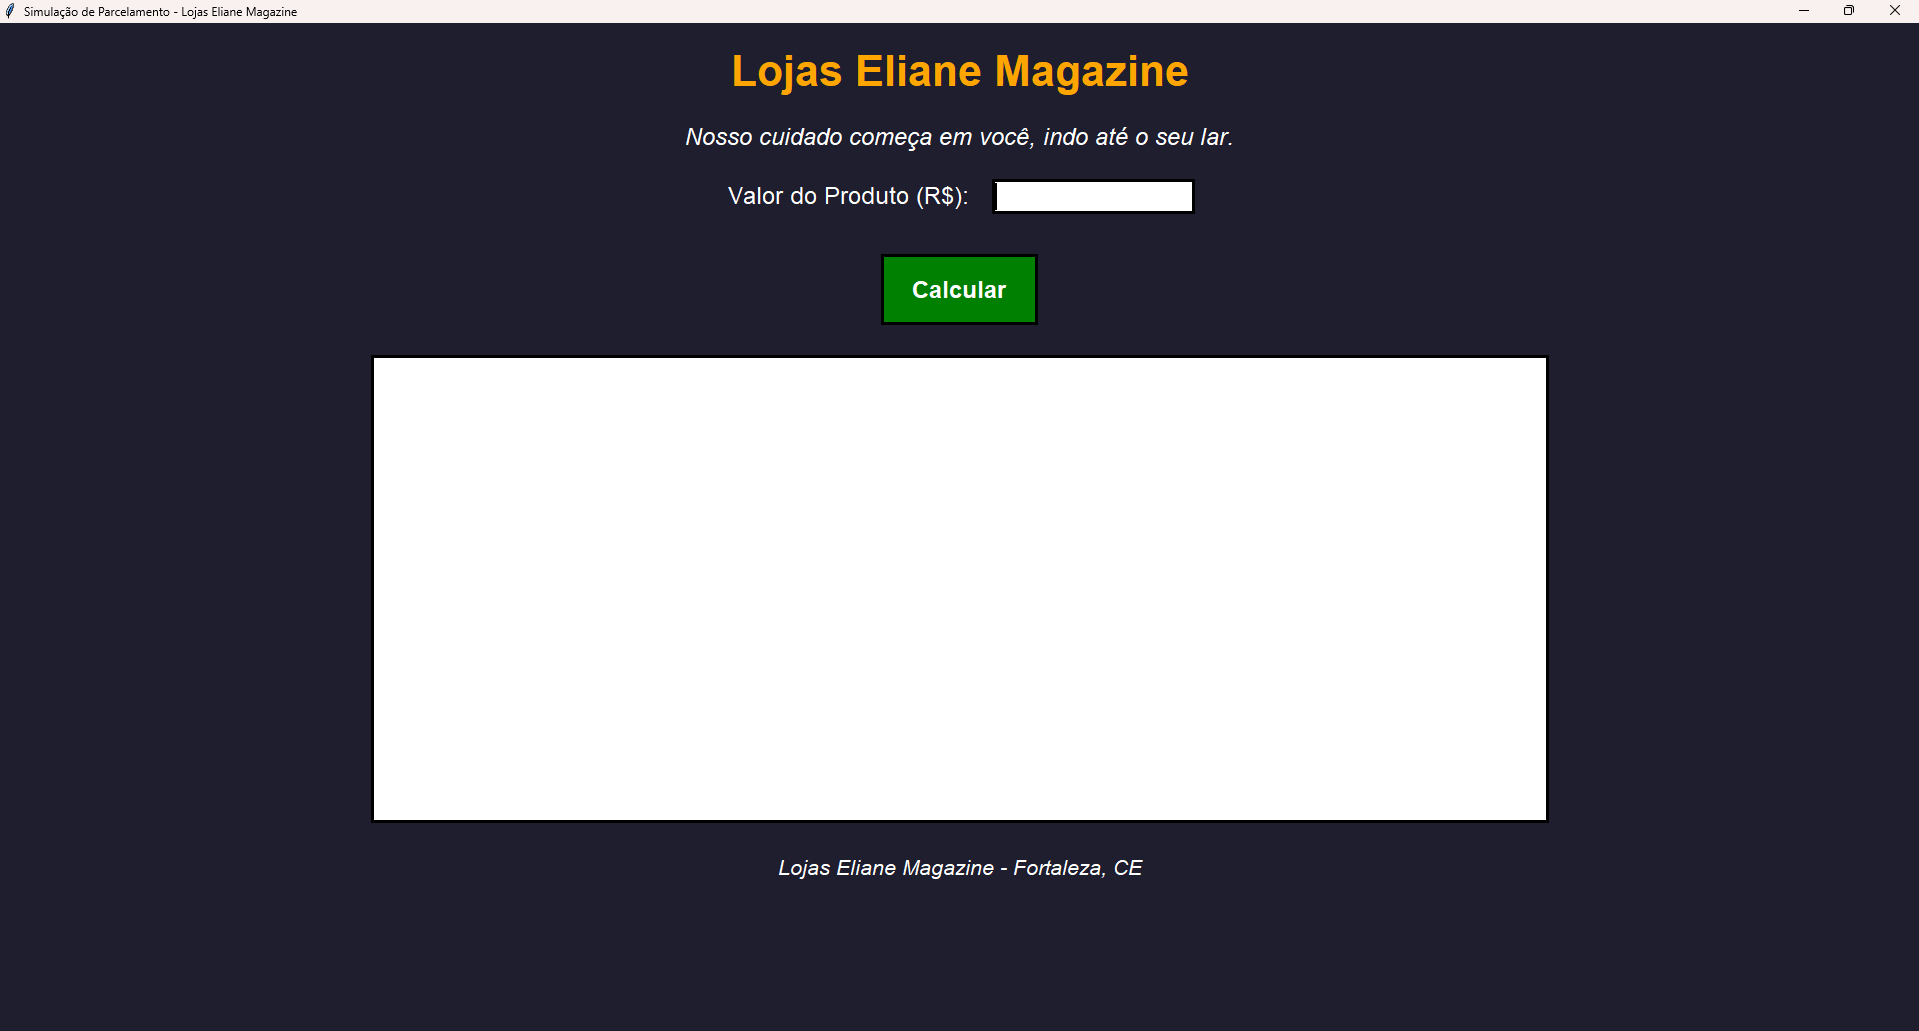 Simulação de Parcelamento - Lojas Eliane Magazine
Lojas Eliane Magazine
Nosso cuidado começa em você, indo até o seu lar.
Valor do Produto (R$):
Calcular
Lojas Eliane Magazine - Fortaleza, CE